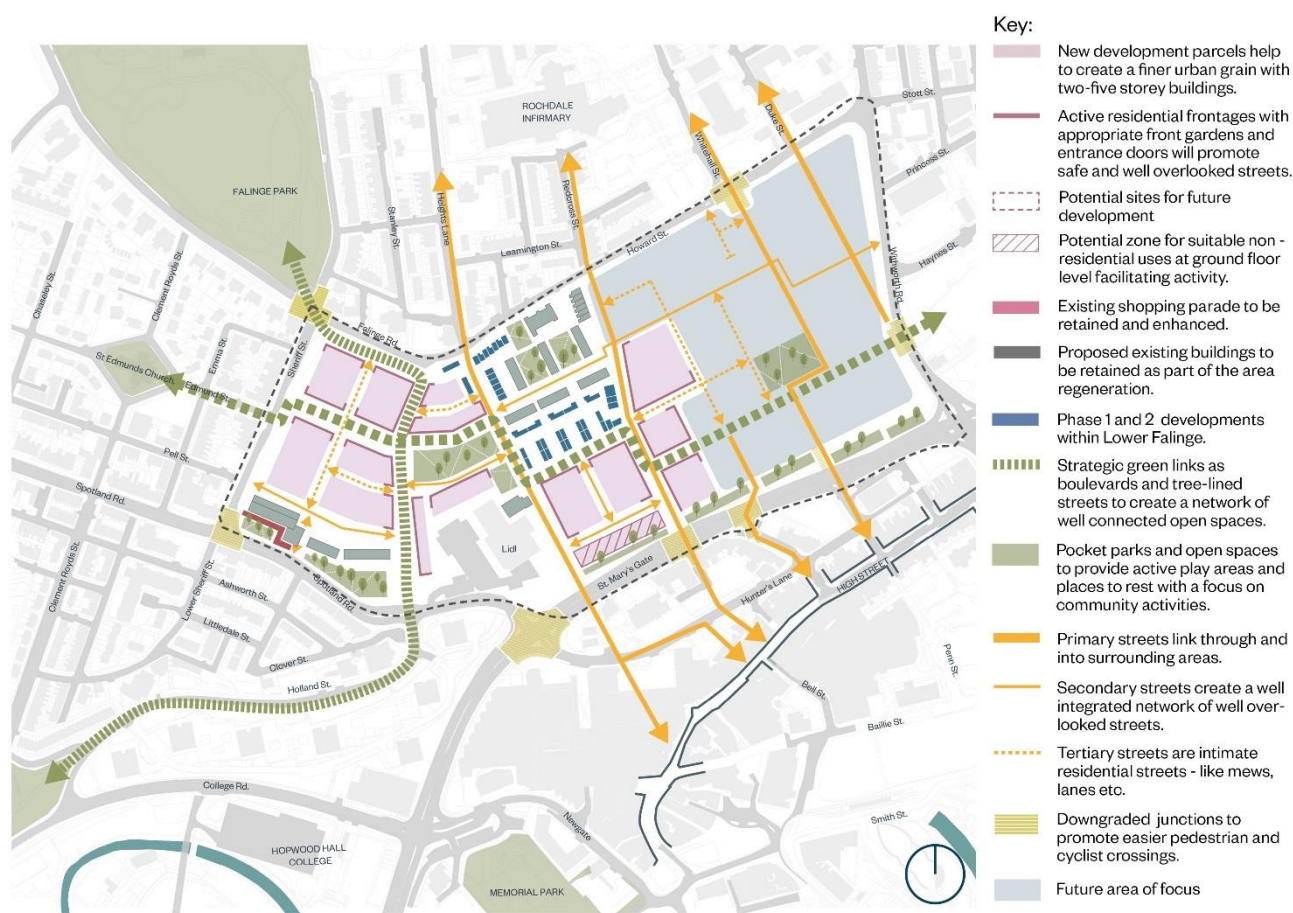 Key:
New development parcels help
to create a finer urban grain with
two-five storey buildings.
Active residential frontages with
appropriate front gardens and
entrance doors will promote
safe and well overlooked streets.
Potential sites for future
development
Potential zone for suitable non -
residential uses at ground floor
level facilitating activity.
Existing shopping parade to be
retained and enhanced.
Proposed existing buildings to
be retained as part of the area
regeneration.
Phase 1 and 2 developments
within Lower Falinge.
Strategic green links as
boulevards and tree-lined
streets to create a network of
well connected open spaces.
Pocket parks and open spaces
to provide active play areas and
places to rest with a focus on
community activities.
Primary streets link through and
into surrounding areas.
Secondary streets create a well
integrated network of well over-
looked streets.
Tertiary streets are intimate
residential streets - like mews,
lanes etc.
Downgraded junctions to
promote easier pedestrian and
cyclist crossings.
Future area of focus
ROCHDALE
INFIRMARY
FALINGE PARK
Stott St.
Duke St.
Whitehall St.
Princess St.
Redcross St.
Heights Lane
Stanley St.
Leamington St.
Howard St.
Whitworth Rd.
Haynes St.
Chaseley St.
Clement Royds St.
Emma St.
Sheriff St.
Falinge Rd.
St Edmunds Church.
Edmund St.
Pell St.
Spotland Rd.
Clement Royds St.
Lower Sheriff St.
Ashworth St.
Spotland Rd.
Littledale St.
Clover St.
Holland St.
Lidl
St. Mary's Gate
Hunter's Lane
HIGH STREET
Penn St.
Bell St.
Baillie St.
College Rd.
Newgate
Smith St.
HOPWOOD HALL
COLLEGE
MEMORIAL PARK